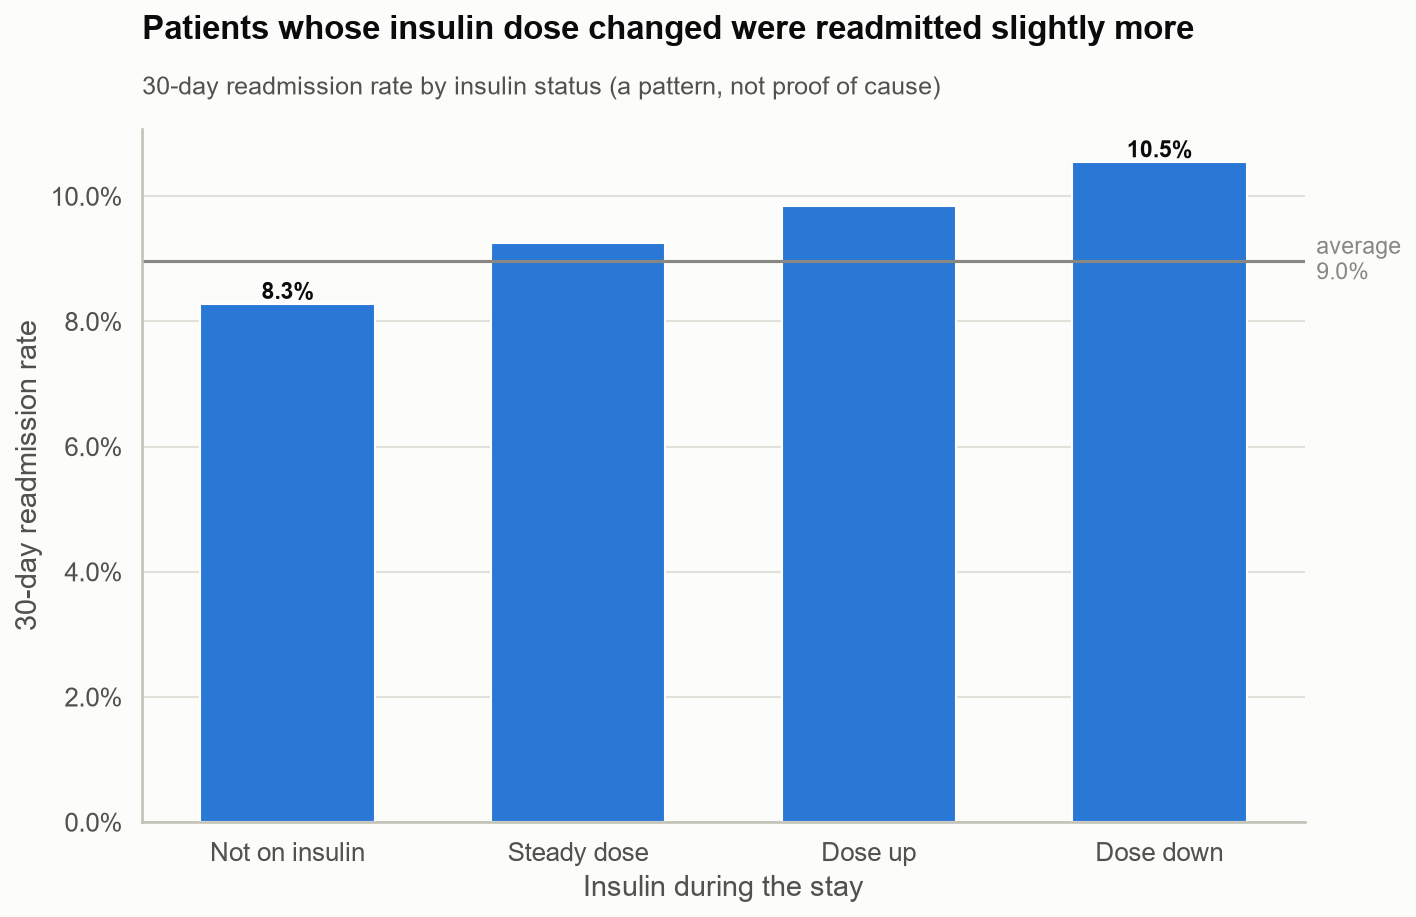 Patients whose insulin dose changed were readmitted slightly more
30-day readmission rate by insulin status (a pattern, not proof of cause)
30-day readmission rate
10.0%
8.0%
6.0%
4.0%
2.0%
0.0%
8.3%
10.5%
average
9.0%
Not on insulin
Steady dose
Dose up
Dose down
Insulin during the stay